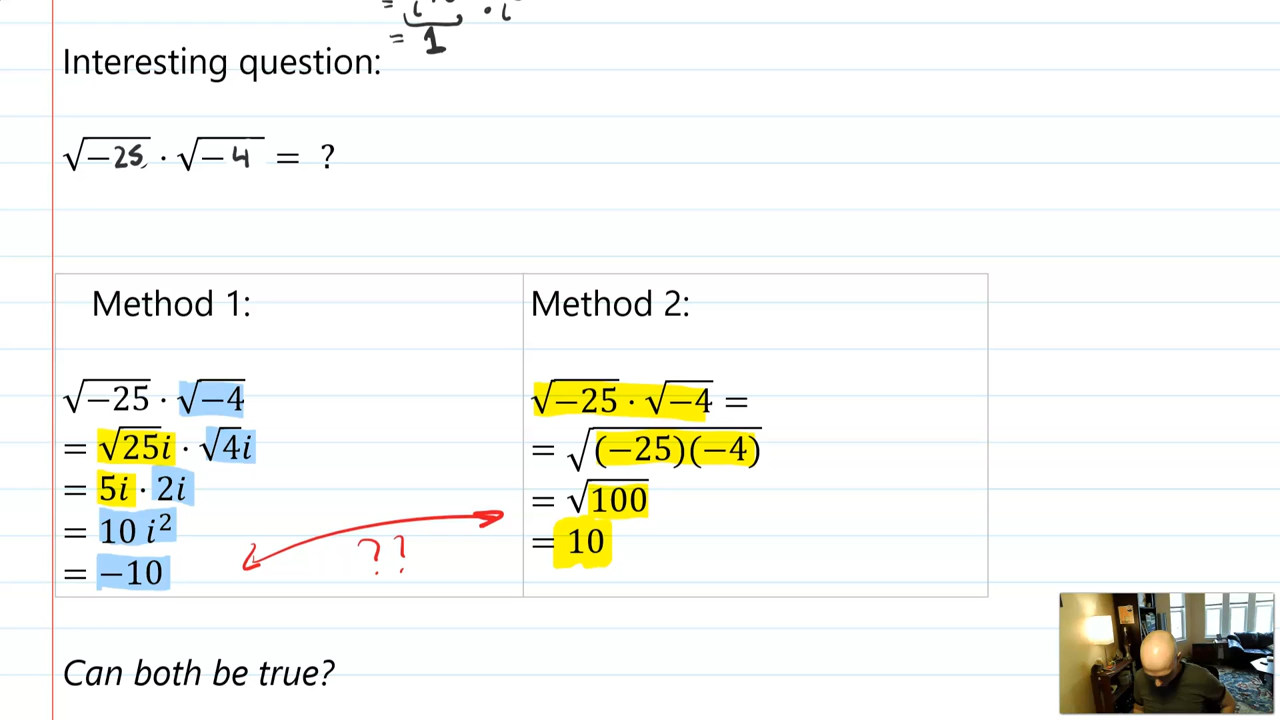 = i · i
= 1
Interesting question:
√−25 · √−4 = ?
Method 1:
√−25 · √−4
= √25i · √4i
= 5i · 2i
= 10 i²
= −10
Method 2:
√−25 · √−4 =
= √(−25)(−4)
= √100
= 10
??
Can both be true?